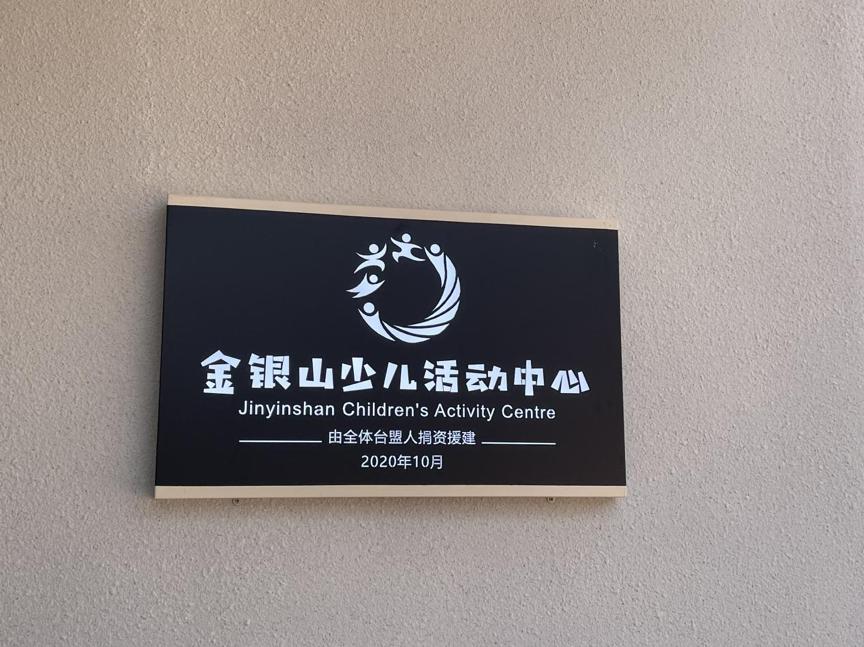 金银山少儿活动中心
Jinyinshan Children's Activity Centre
由全体台盟人捐资援建
2020年10月